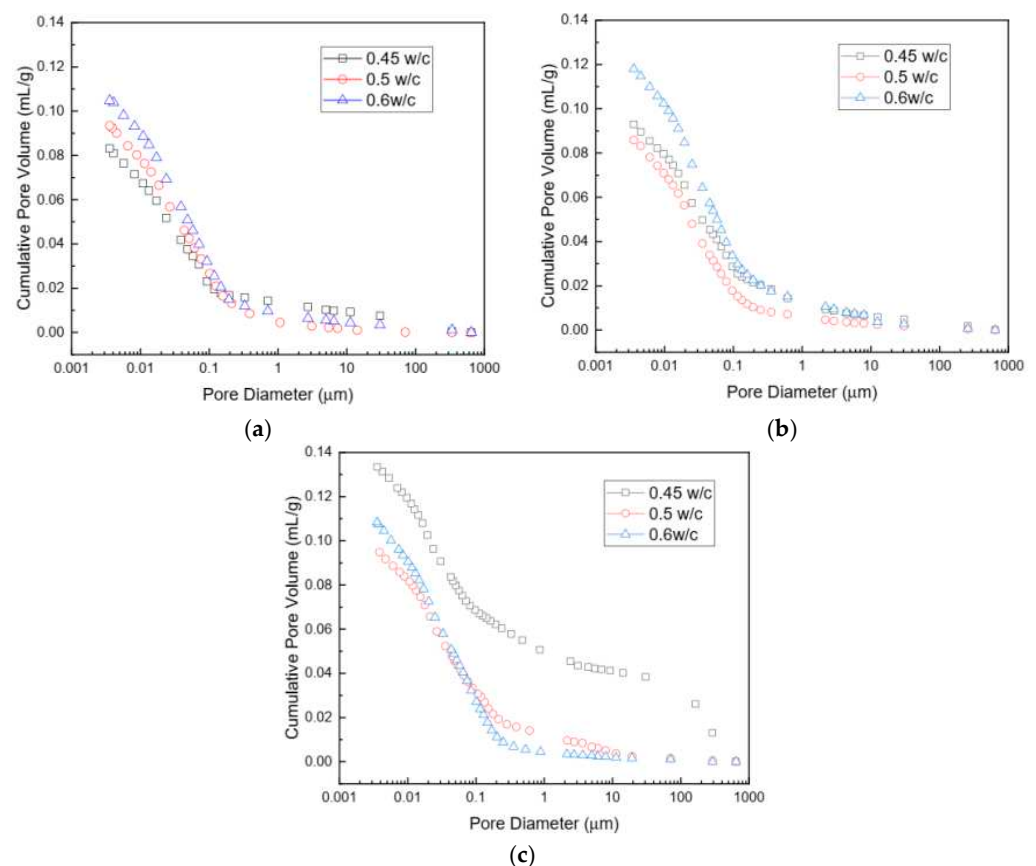 0.14
0.12
0.10
0.08
0.06
0.04
0.02
0.00
Cumulative Pore Volume (mL/g)
0.45 w/c
0.5 w/c
0.6w/c
0.001 0.01 0.1 1 10 100 1000
Pore Diameter (μm)
(a)
0.14
0.12
0.10
0.08
0.06
0.04
0.02
0.00
Cumulative Pore Volume (mL/g)
0.45 w/c
0.5 w/c
0.6w/c
0.001 0.01 0.1 1 10 100 1000
Pore Diameter (μm)
(b)
0.14
0.12
0.10
0.08
0.06
0.04
0.02
0.00
Cumulative Pore Volume (mL/g)
0.45 w/c
0.5 w/c
0.6w/c
0.001 0.01 0.1 1 10 100 1000
Pore Diameter (μm)
(c)